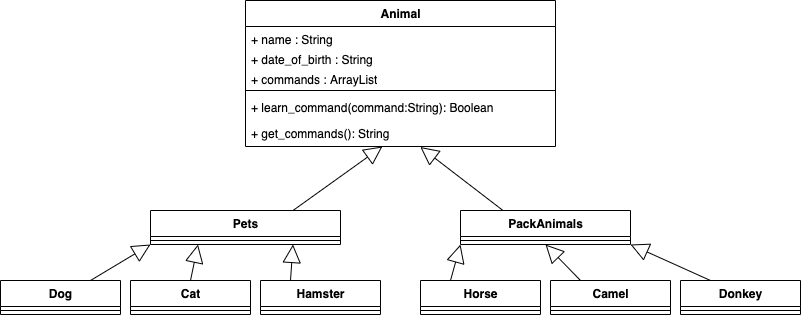 Animal
+ name : String
+ date_of_birth : String
+ commands : ArrayList
+ learn_command(command:String): Boolean
+ get_commands(): String
Pets
PackAnimals
Dog
Cat
Hamster
Horse
Camel
Donkey